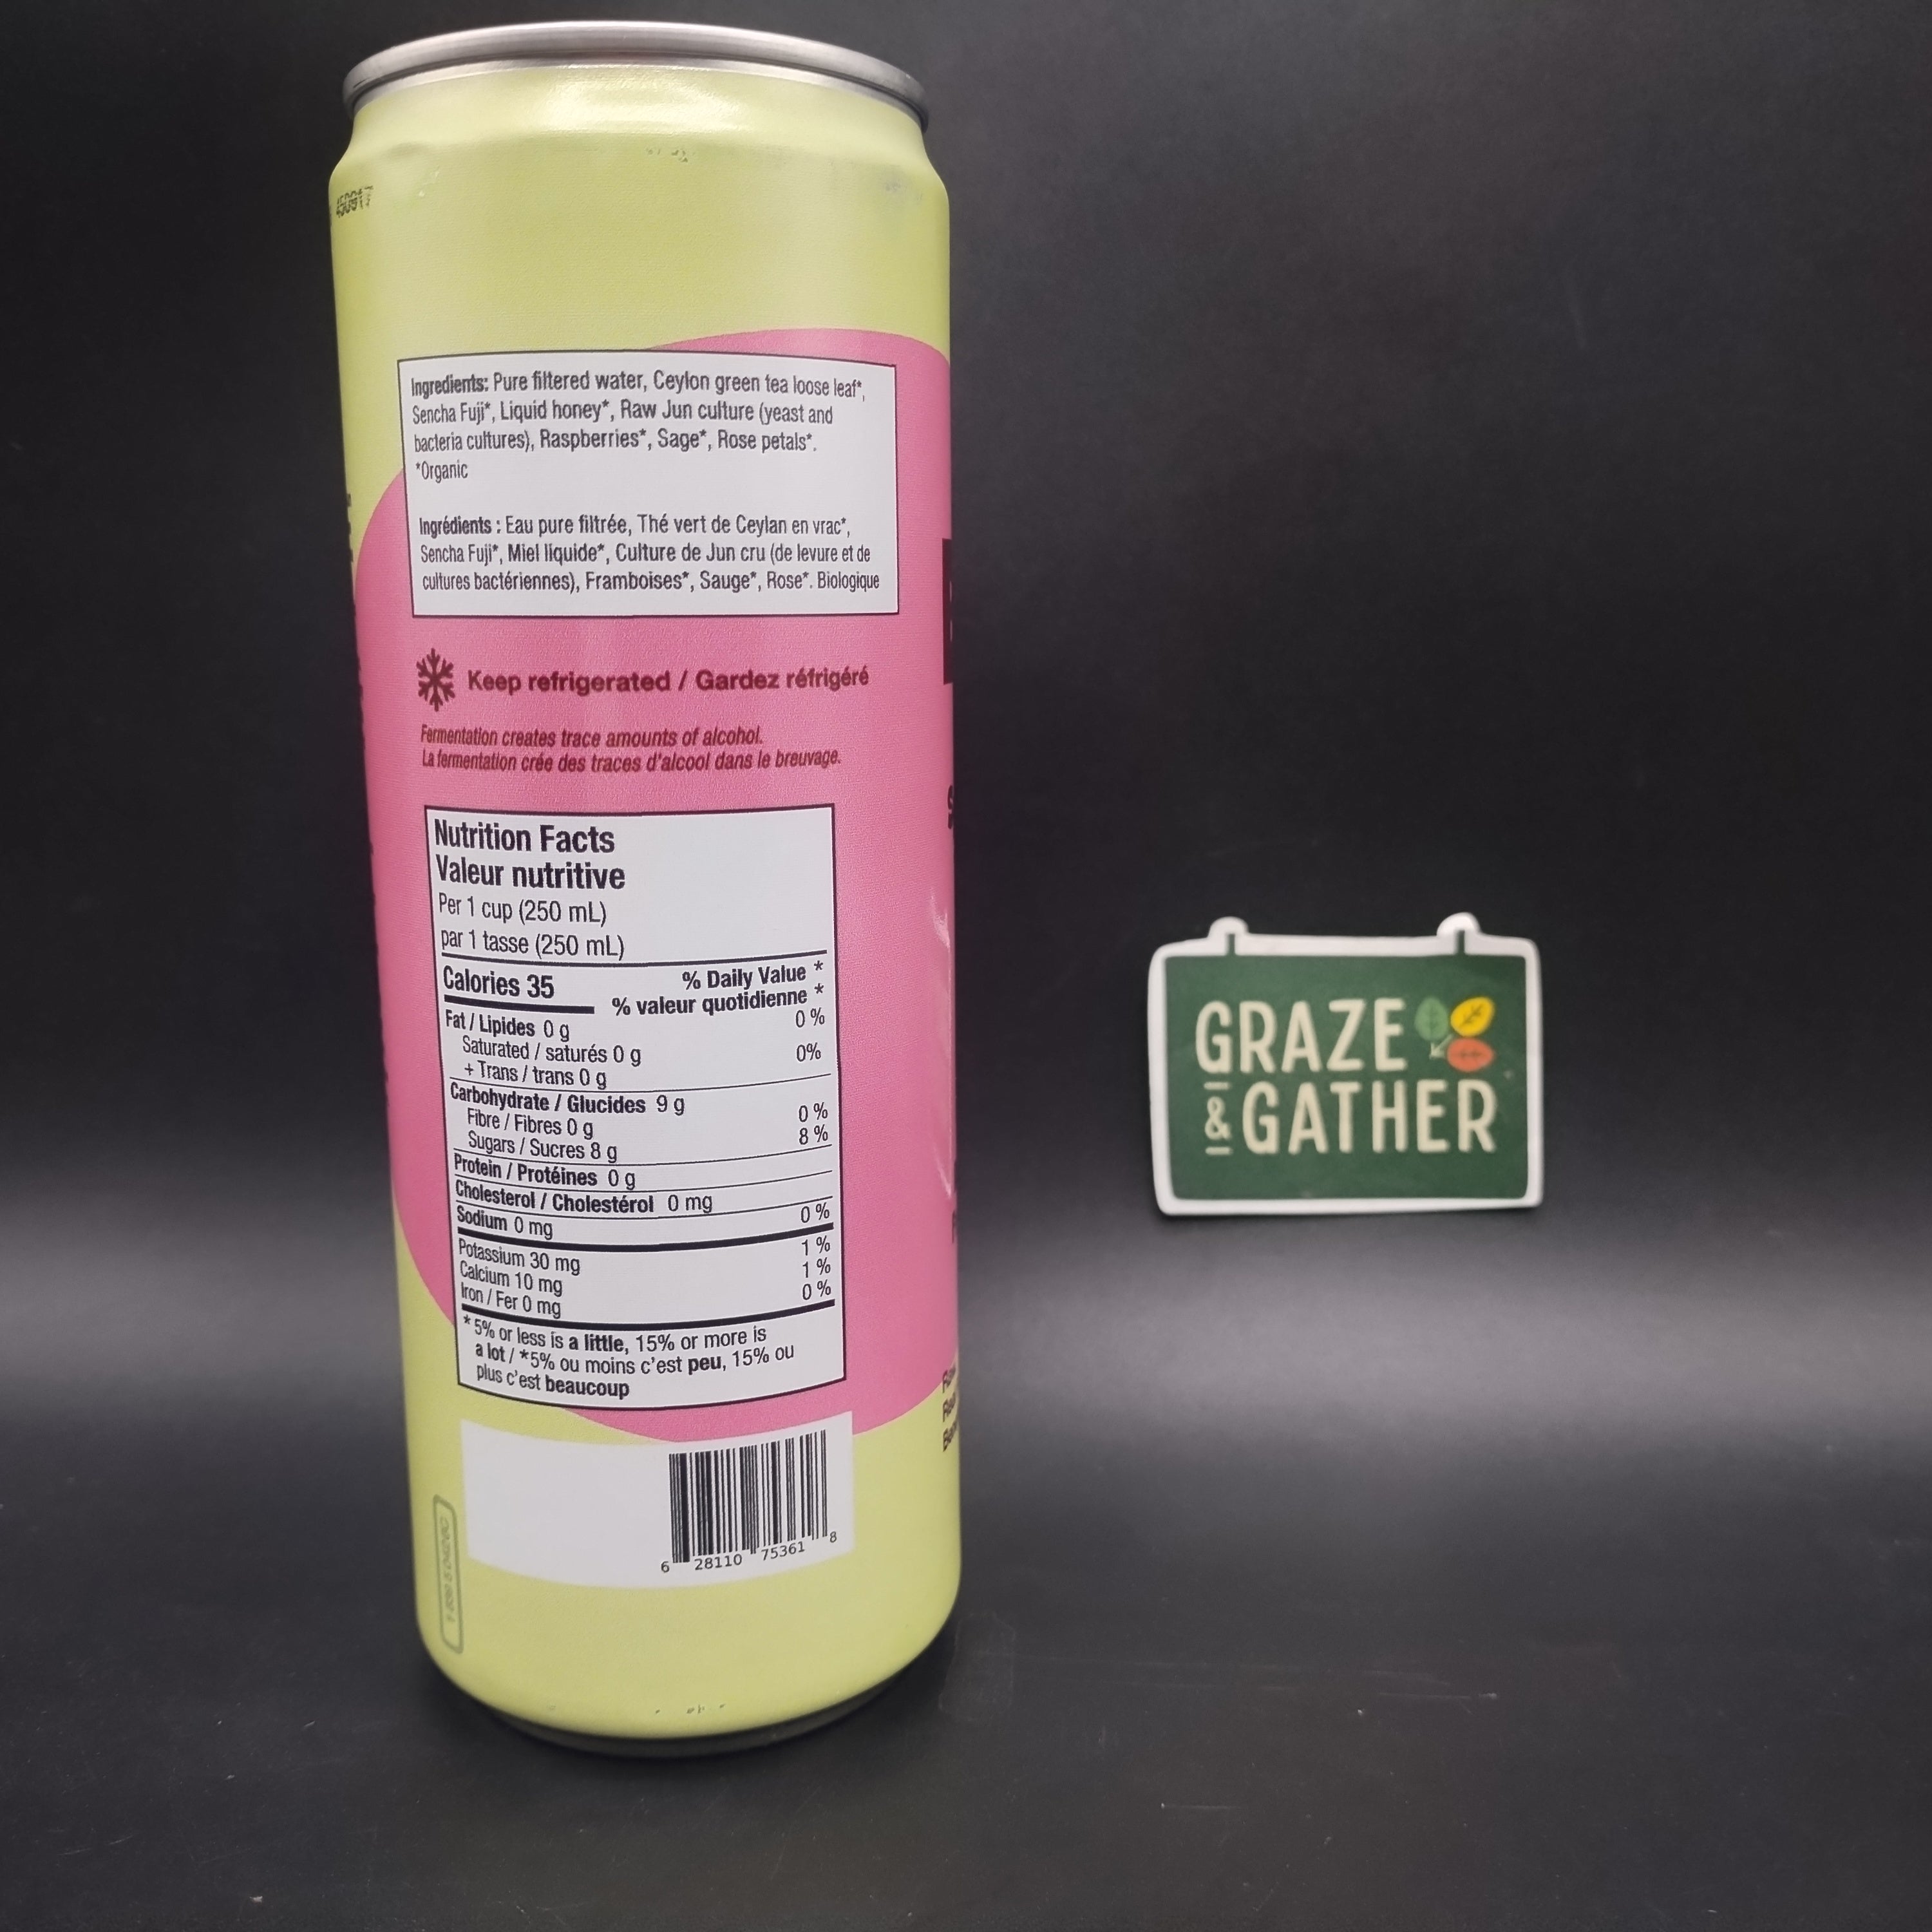 Ingredients: Pure filtered water, Ceylon green tea loose leaf*,
Sencha Fuji*, Liquid honey*, Raw Jun culture (yeast and
bacteria cultures), Raspberries*, Sage*, Rose petals*.
*Organic
Ingrédients : Eau pure filtrée, Thé vert de Ceylan en vrac*,
Sencha Fuji*, Miel liquide*, Culture de Jun cru (de levure et de
cultures bactériennes), Framboises*, Sauge*, Rose*. Biologique
Keep refrigerated / Gardez réfrigéré
Fermentation creates trace amounts of alcohol.
La fermentation crée des traces d'alcool dans le breuvage.
Nutrition Facts
Valeur nutritive
Per 1 cup (250 mL)
par 1 tasse (250 mL)
Calories 35 % Daily Value *
% valeur quotidienne *
Fat / Lipides 0 g 0 %
Saturated / saturés 0 g 0%
+ Trans / trans 0 g
Carbohydrate / Glucides 9 g
Fibre / Fibres 0 g 0 %
Sugars / Sucres 8 g 8 %
Protein / Protéines 0 g
Cholesterol / Cholestérol 0 mg
Sodium 0 mg 0 %
Potassium 30 mg 1 %
Calcium 10 mg 1 %
Iron / Fer 0 mg 0 %
* 5% or less is a little, 15% or more is
a lot / *5% ou moins c'est peu, 15% ou
plus c'est beaucoup
6 28110 75361 8
GRAZE
& GATHER